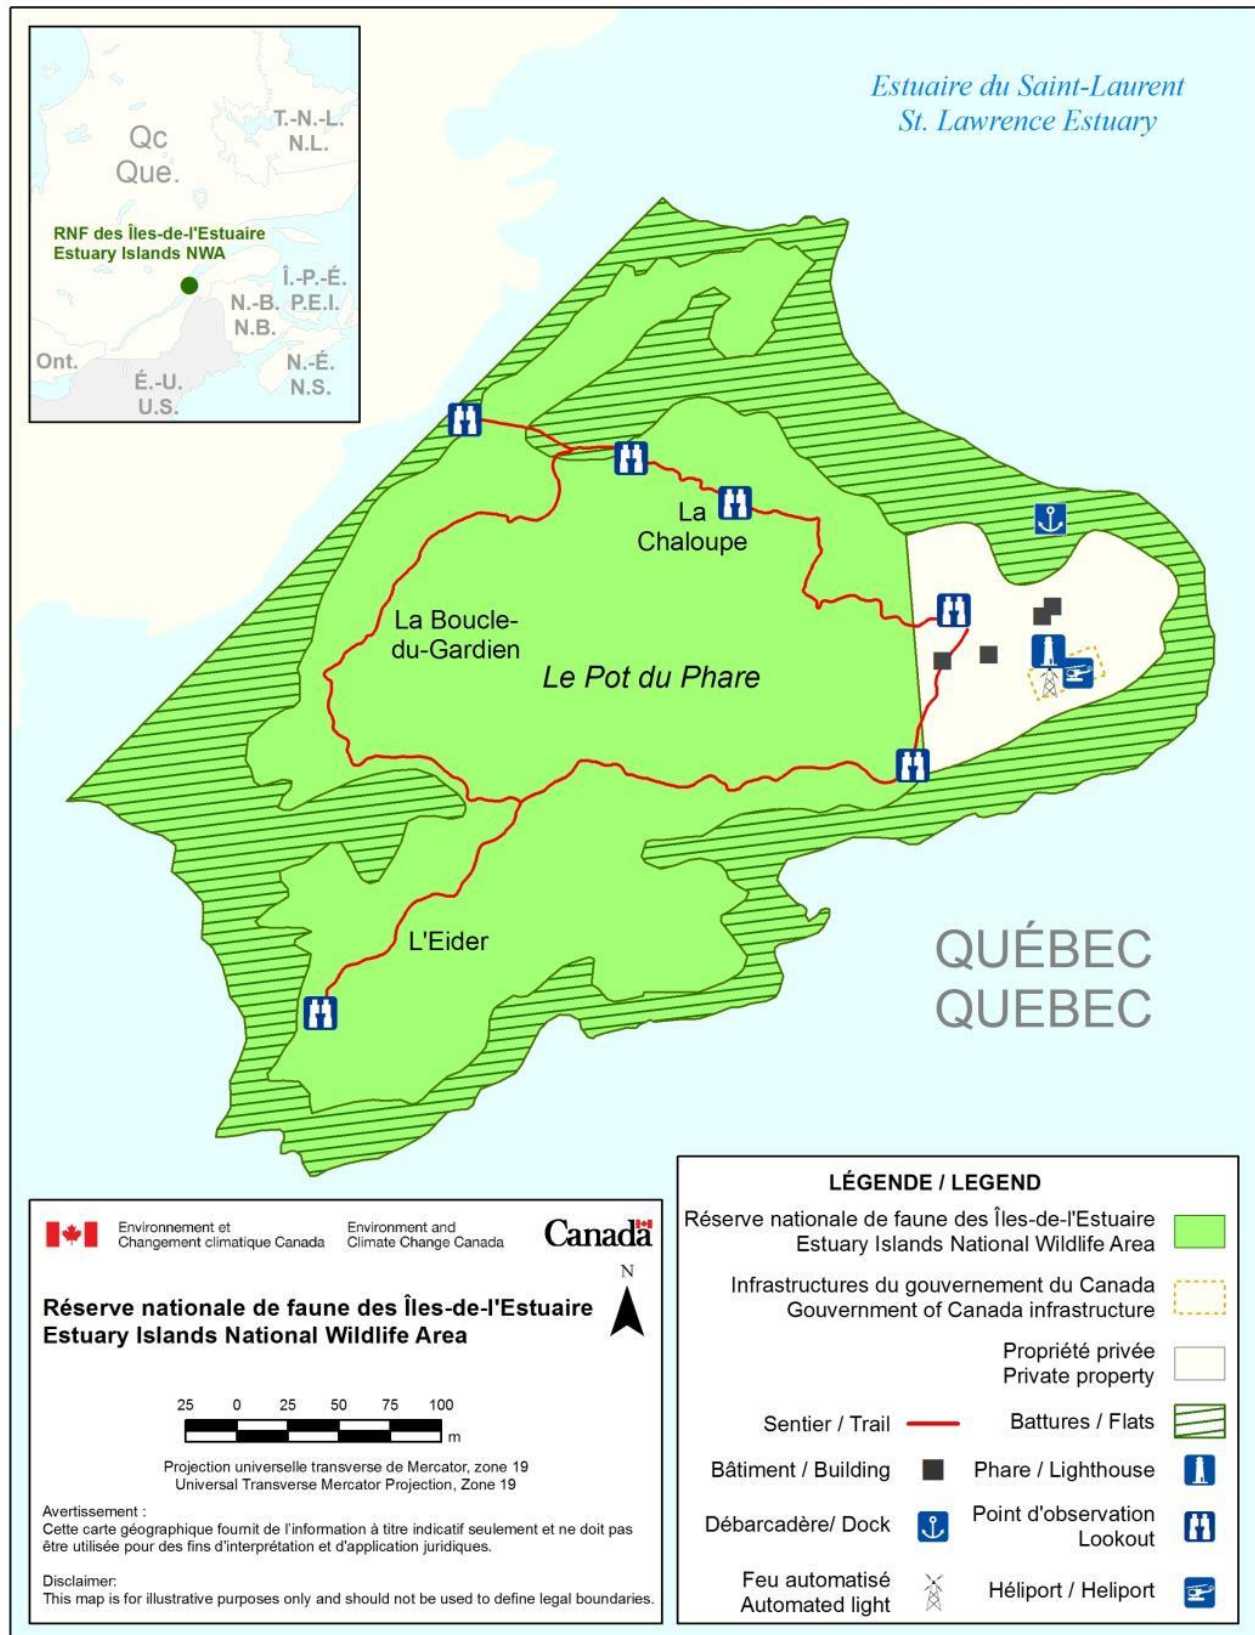 Estuaire du Saint-Laurent
St. Lawrence Estuary
T.-N.-L.
N.L.
Qc
Que.
RNF des Îles-de-l'Estuaire
Estuary Islands NWA
Î.-P.-É.
P.E.I.
N.-B.
N.B.
Ont.
N.-É.
N.S.
É.-U.
U.S.
La
Chaloupe
La Boucle-
du-Gardien
Le Pot du Phare
L'Eider
QUÉBEC
QUEBEC
Environnement et
Changement climatique Canada
Environment and
Climate Change Canada
Canada
N
Réserve nationale de faune des Îles-de-l'Estuaire
Estuary Islands National Wildlife Area
25 0 25 50 75 100
m
Projection universelle transverse de Mercator, zone 19
Universal Transverse Mercator Projection, Zone 19
Avertissement :
Cette carte géographique fournit de l'information à titre indicatif seulement et ne doit pas
être utilisée pour des fins d'interprétation et d'application juridiques.
Disclaimer:
This map is for illustrative purposes only and should not be used to define legal boundaries.
LÉGENDE / LEGEND
Réserve nationale de faune des Îles-de-l'Estuaire
Estuary Islands National Wildlife Area
Infrastructures du gouvernement du Canada
Gouvernment of Canada infrastructure
Propriété privée
Private property
Sentier / Trail
Battures / Flats
Bâtiment / Building
Phare / Lighthouse
Débarcadère/ Dock
Point d'observation
Lookout
Feu automatisé
Automated light
Héliport / Heliport